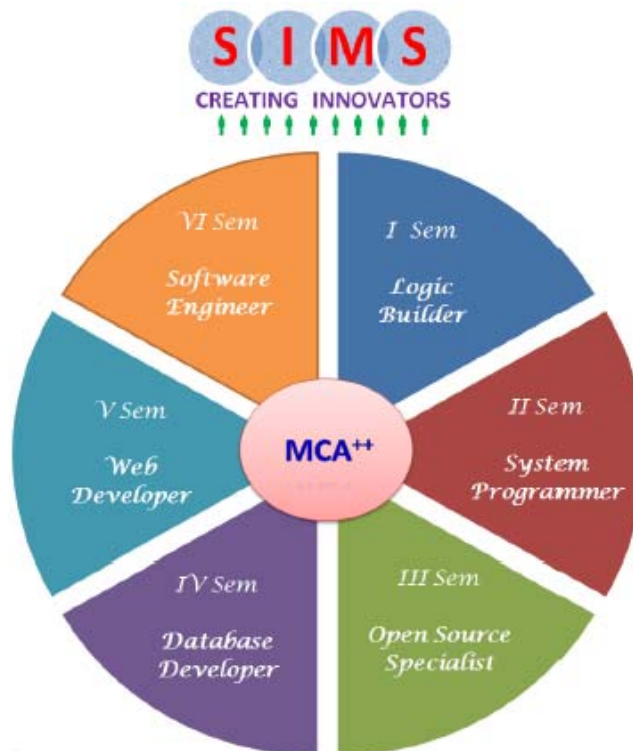 S I M S
CREATING INNOVATORS
VI Sem
Software
Engineer
I Sem
Logic
Builder
V Sem
Web
Developer
MCA++
II Sem
System
Programmer
IV Sem
Database
Developer
III Sem
Open Source
Specialist